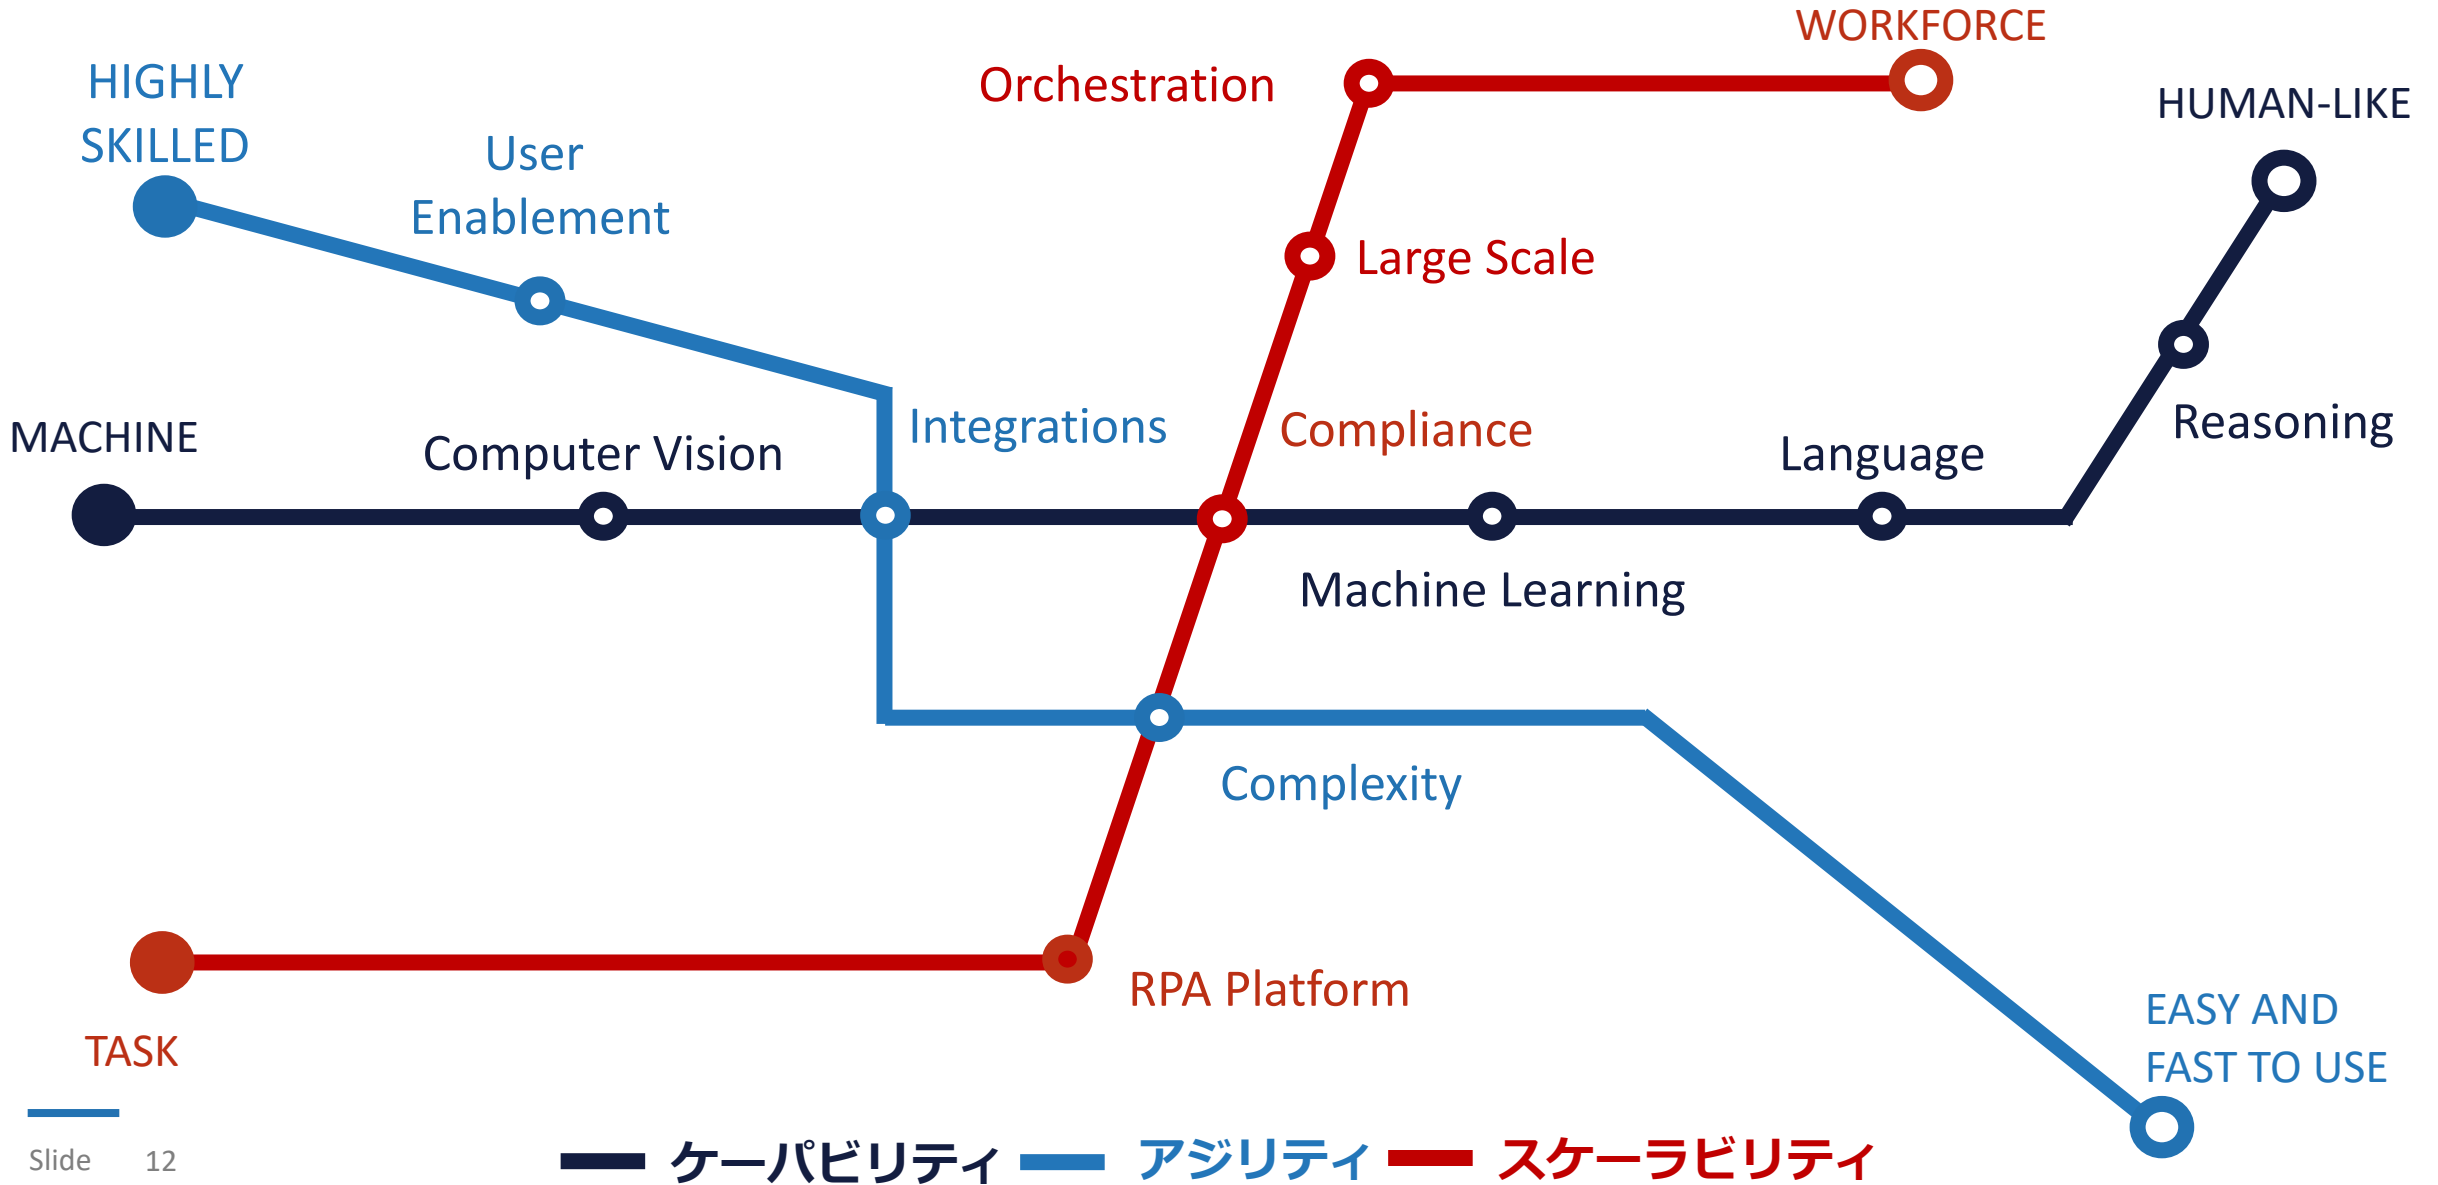 WORKFORCE
Orchestration
HIGHLY
SKILLED
HUMAN-LIKE
User
Enablement
Large Scale
MACHINE
Computer Vision
Integrations
Compliance
Language
Reasoning
Machine Learning
Complexity
RPA Platform
TASK
EASY AND
FAST TO USE
Slide 12
ケーパビリティ アジリティ スケーラビリティ